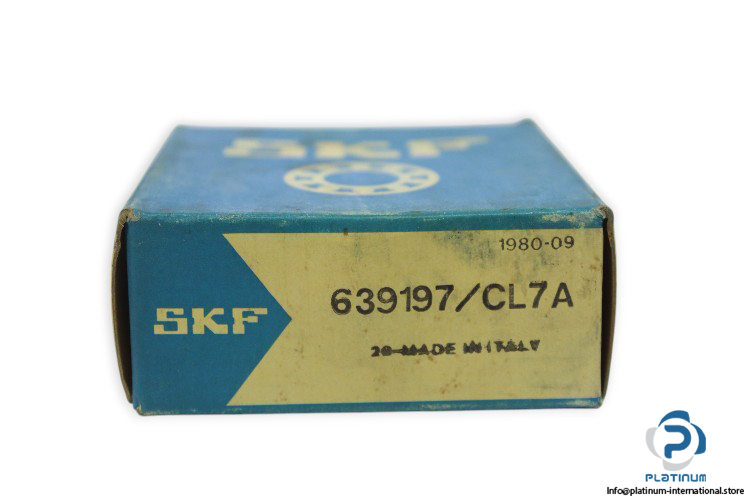 SKF
1980-09
SKF
639197/CL7A
20-MADE IN ITALY
PLATINUM
Info@platinum-international.store